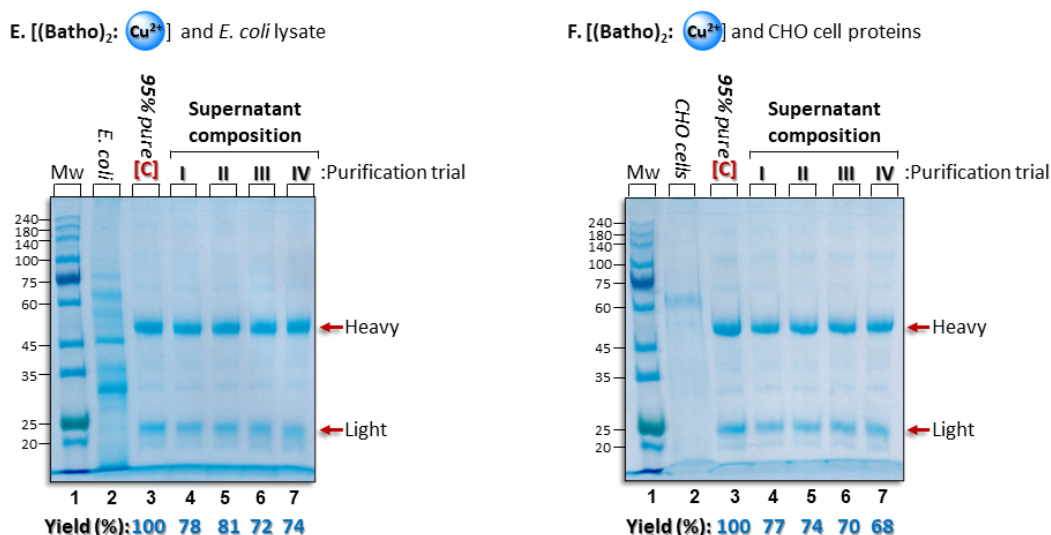 E. [(Batho)₂: Cu²⁺] and E. coli lysate
E. coli
95% pure
[C]
Supernatant
composition
Mw
I II III IV :Purification trial
240
180
140
100
75
60
45
35
25
20
Heavy
Light
1 2 3 4 5 6 7
Yield (%): 100 78 81 72 74
F. [(Batho)₂: Cu²⁺] and CHO cell proteins
CHO cells
95% pure
[C]
Supernatant
composition
Mw
I II III IV :Purification trial
240
180
140
100
75
60
45
35
25
20
Heavy
Light
1 2 3 4 5 6 7
Yield (%): 100 77 74 70 68